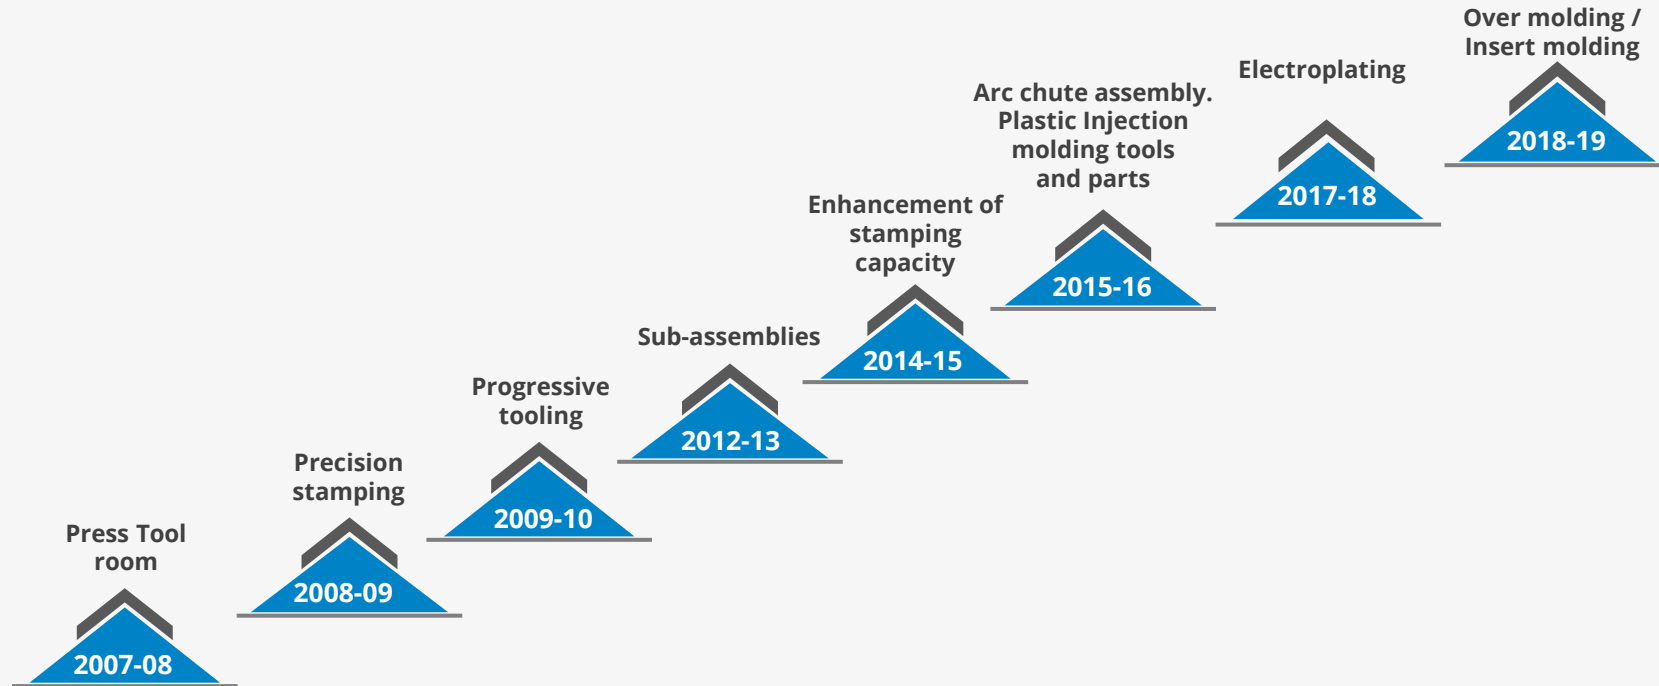 Press Tool
room
2007-08
Precision
stamping
2008-09
Progressive
tooling
2009-10
Sub-assemblies
2012-13
Enhancement of
stamping
capacity
2014-15
Arc chute assembly.
Plastic Injection
molding tools
and parts
2015-16
Electroplating
2017-18
Over molding /
Insert molding
2018-19